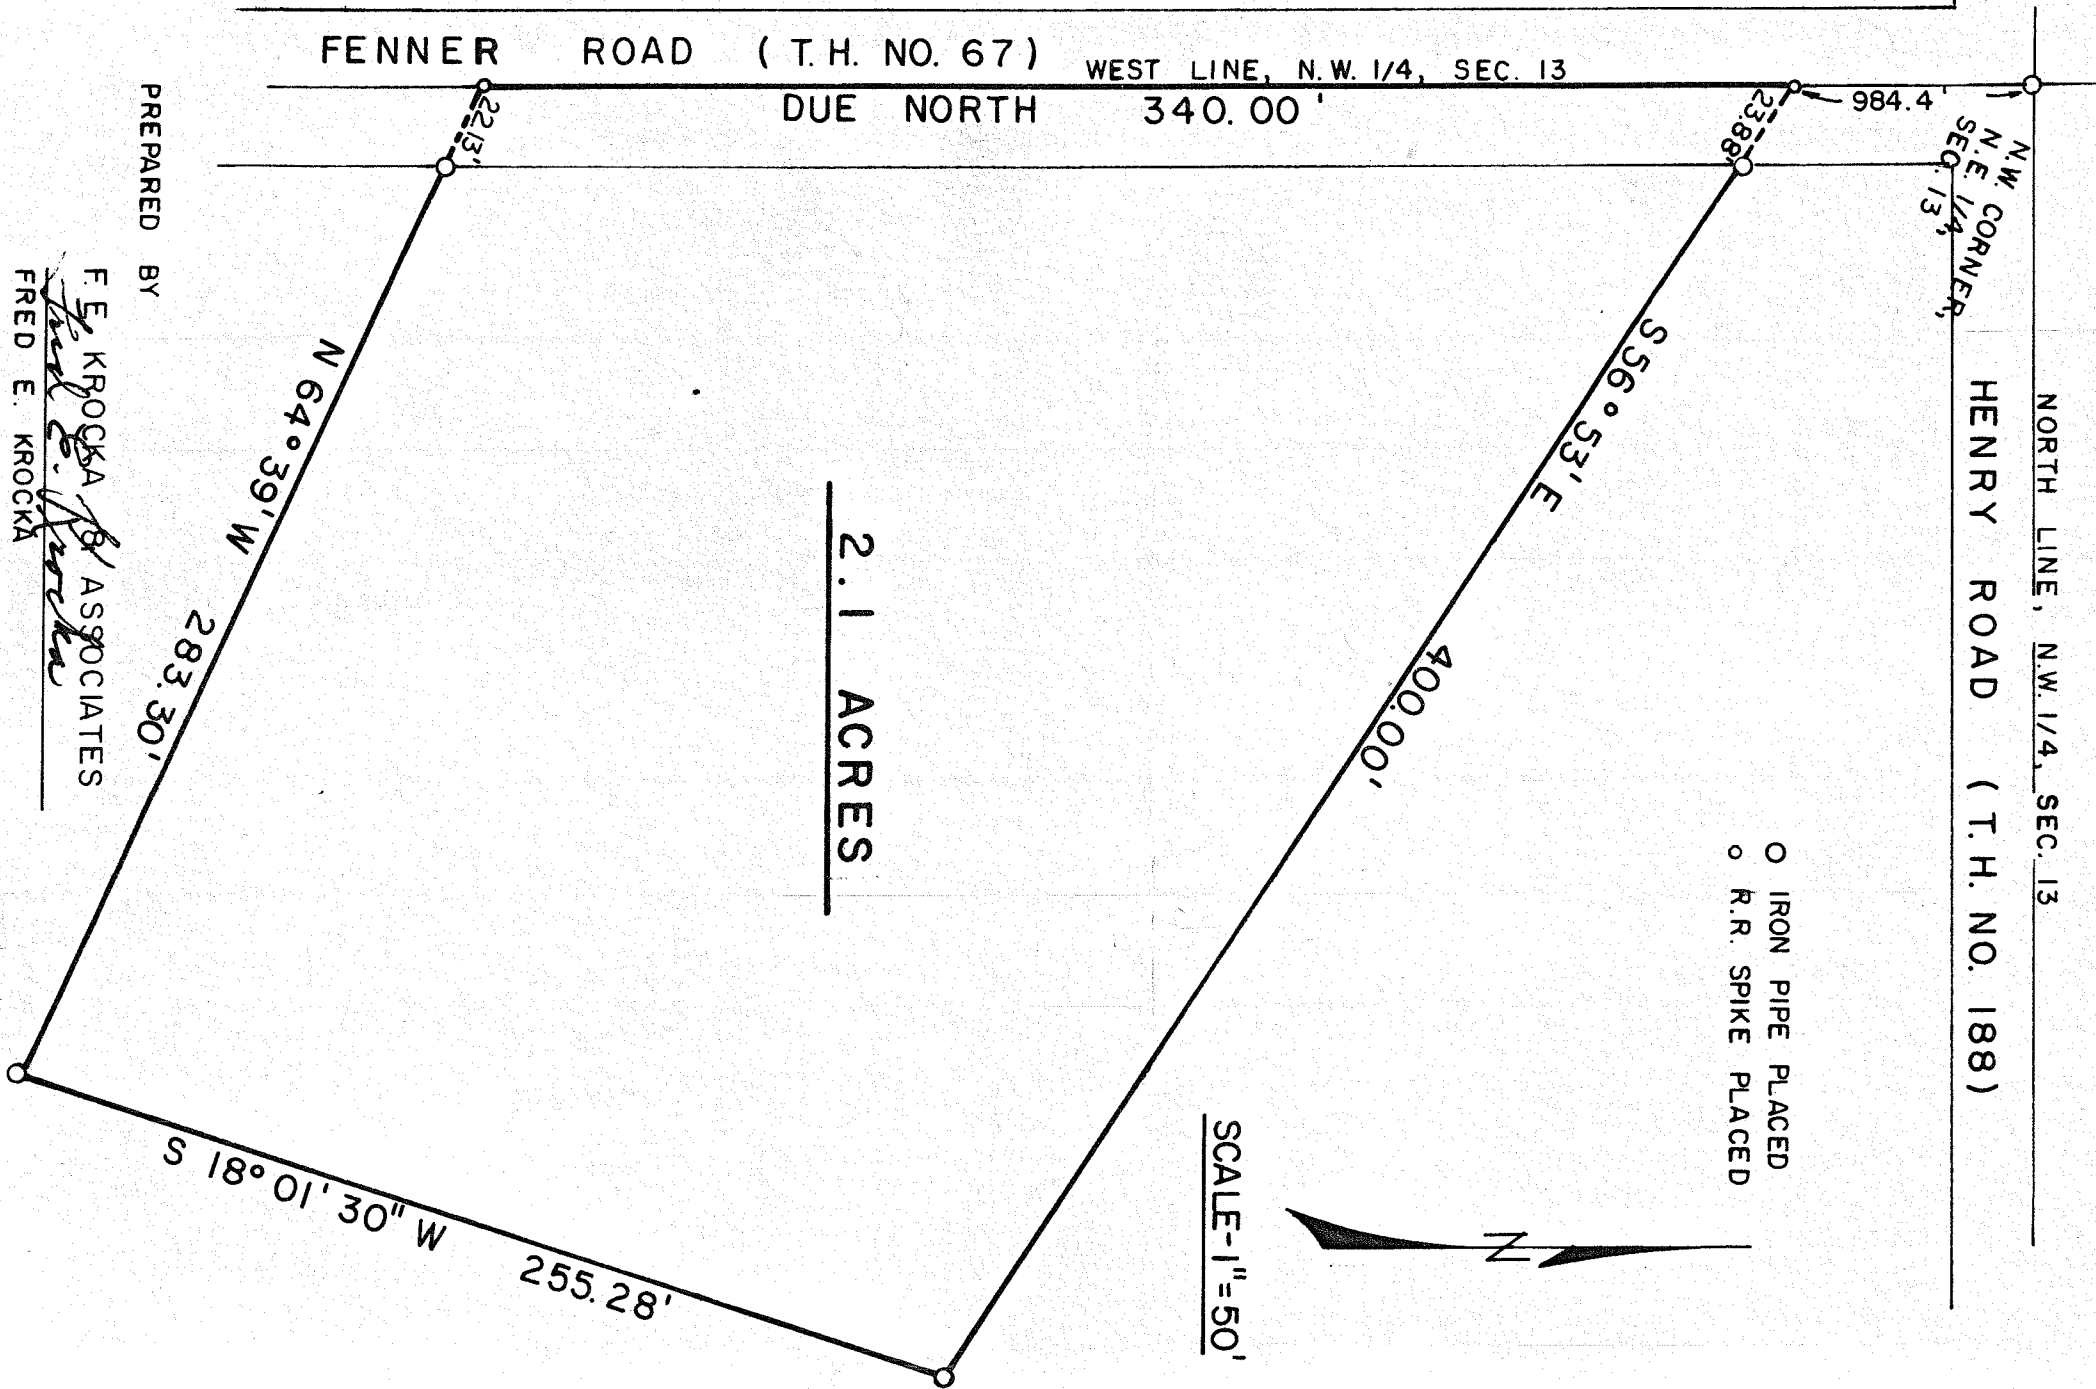 FENNER ROAD (T.H. NO. 67)
WEST LINE, N.W. 1/4, SEC. 13
DUE NORTH 340.00'
984.4'
22.13'
23.88'
N.W. CORNER,
N.E. 1/4,
SEC. 13,
NORTH LINE, N.W. 1/4, SEC. 13
HENRY ROAD (T.H. NO. 188)
S 56° 53' E 400.00'
O IRON PIPE PLACED
o R.R. SPIKE PLACED
2.1 ACRES
N
SCALE-1"=50'
N 64° 39' W 283.30'
S 18° 01' 30" W 255.28'
PREPARED BY
F. E. KROCKA & ASSOCIATES
Fred E. Krocka
FRED E. KROCKA